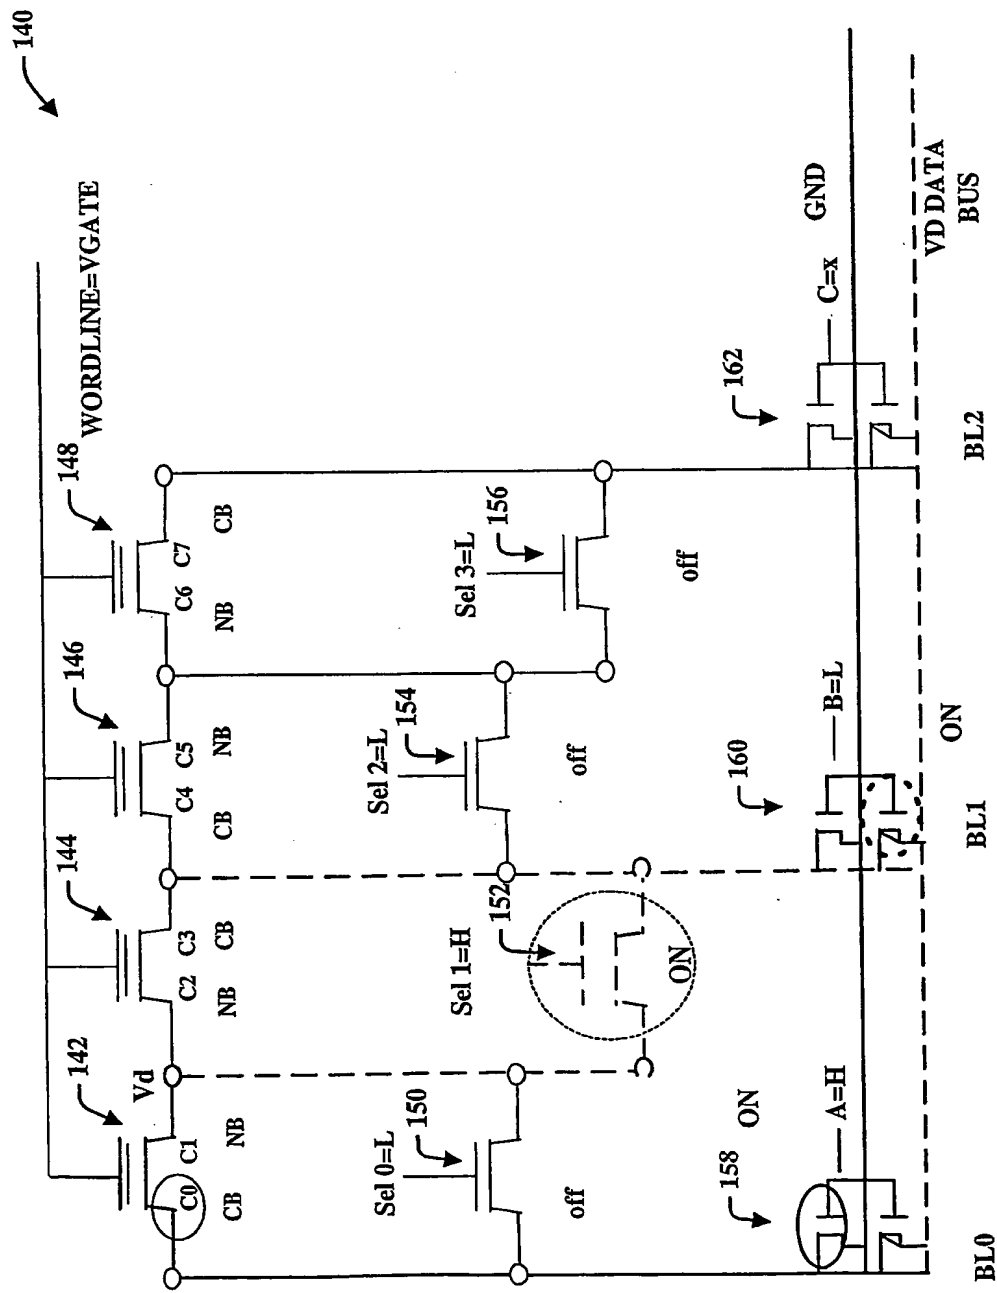 140
WORDLINE=VGATE
142
144
146
148
Vd
C0
C1
C2
C3
C4
C5
C6
C7
CB
NB
NB
CB
CB
NB
NB
CB
Sel 0=L
150
off
Sel 1=H
152
ON
Sel 2=L
154
off
Sel 3=L
156
off
158
ON
A=H
160
B=L
162
C=x
GND
VD DATA
BUS
BL0
BL1
ON
BL2